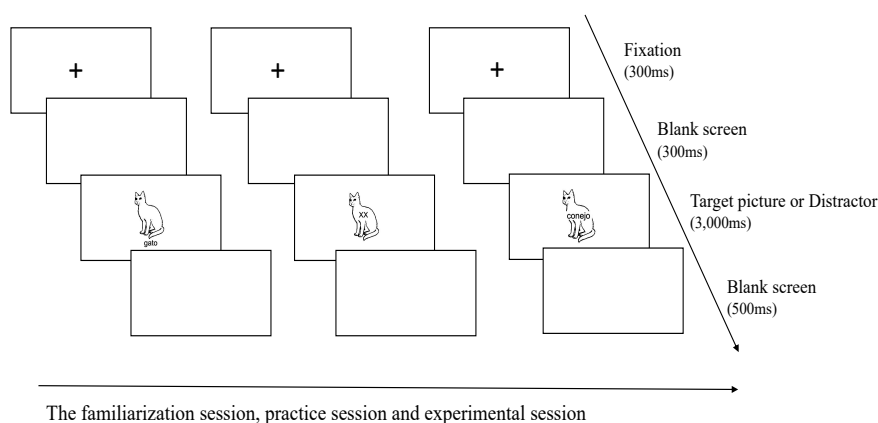 +
+
+
Fixation
(300ms)
Blank screen
(300ms)
gato
xx
conejo
Target picture or Distractor
(3,000ms)
Blank screen
(500ms)
The familiarization session, practice session and experimental session